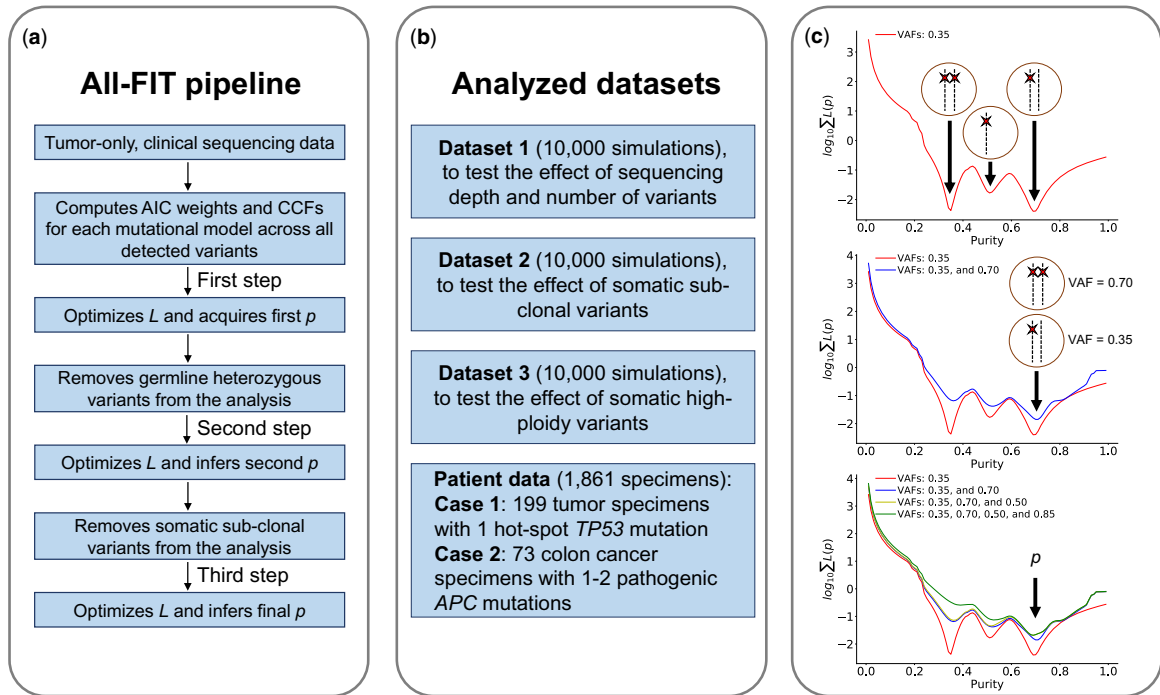 (a)
All-FIT pipeline
Tumor-only, clinical sequencing data
Computes AIC weights and CCFs
for each mutational model across all
detected variants
First step
Optimizes L and acquires first p
Removes germline heterozygous
variants from the analysis
Second step
Optimizes L and infers second p
Removes somatic sub-clonal
variants from the analysis
Third step
Optimizes L and infers final p
(b)
Analyzed datasets
Dataset 1 (10,000 simulations),
to test the effect of sequencing
depth and number of variants
Dataset 2 (10,000 simulations),
to test the effect of somatic sub-
clonal variants
Dataset 3 (10,000 simulations),
to test the effect of somatic high-
ploidy variants
Patient data (1,861 specimens):
Case 1: 199 tumor specimens
with 1 hot-spot TP53 mutation
Case 2: 73 colon cancer
specimens with 1-2 pathogenic
APC mutations
(c)
VAFs: 0.35
3
2
1
0
−1
−2
log₁₀∑L(p)
0.0 0.2 0.4 0.6 0.8 1.0
Purity
VAFs: 0.35
VAFs: 0.35, and 0.70
VAF = 0.70
VAF = 0.35
4
3
2
1
0
−1
−2
log₁₀∑L(p)
0.0 0.2 0.4 0.6 0.8 1.0
Purity
VAFs: 0.35
VAFs: 0.35, and 0.70
VAFs: 0.35, 0.70, and 0.50
VAFs: 0.35, 0.70, 0.50, and 0.85
p
4
3
2
1
0
−1
−2
log₁₀∑L(p)
0.0 0.2 0.4 0.6 0.8 1.0
Purity